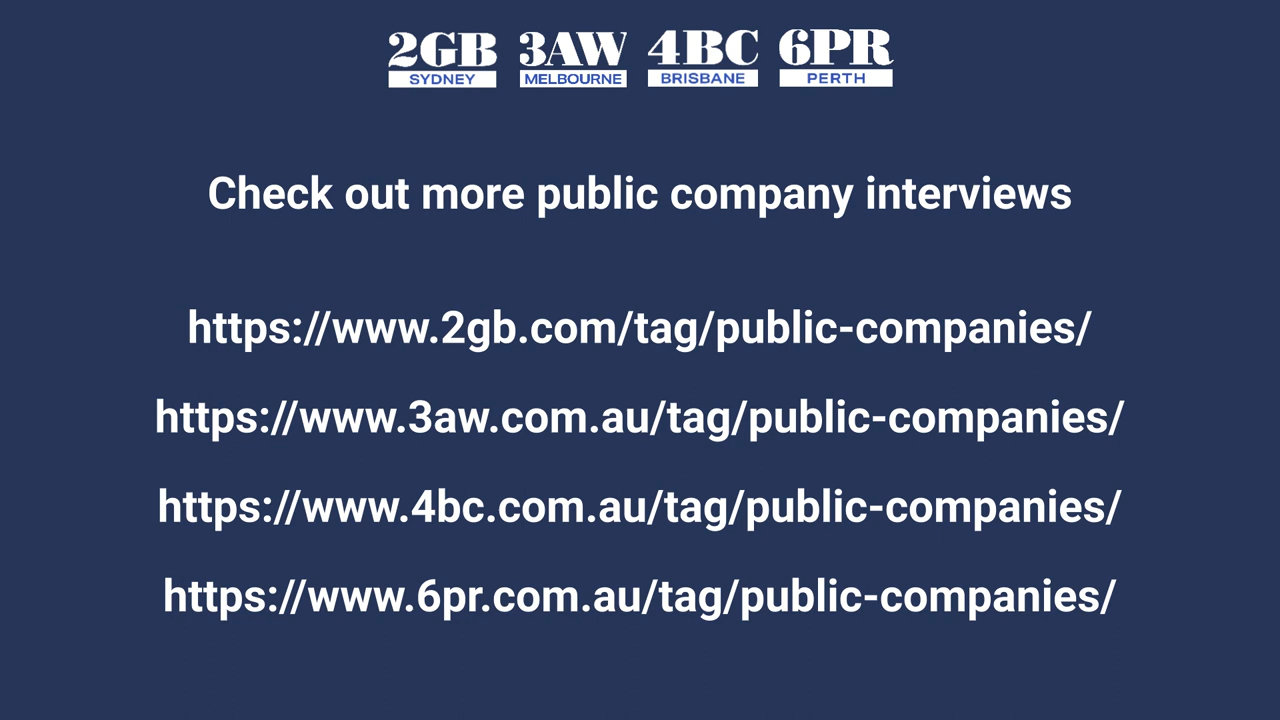 2GB 3AW 4BC 6PR
SYDNEY MELBOURNE BRISBANE PERTH
Check out more public company interviews
https://www.2gb.com/tag/public-companies/
https://www.3aw.com.au/tag/public-companies/
https://www.4bc.com.au/tag/public-companies/
https://www.6pr.com.au/tag/public-companies/